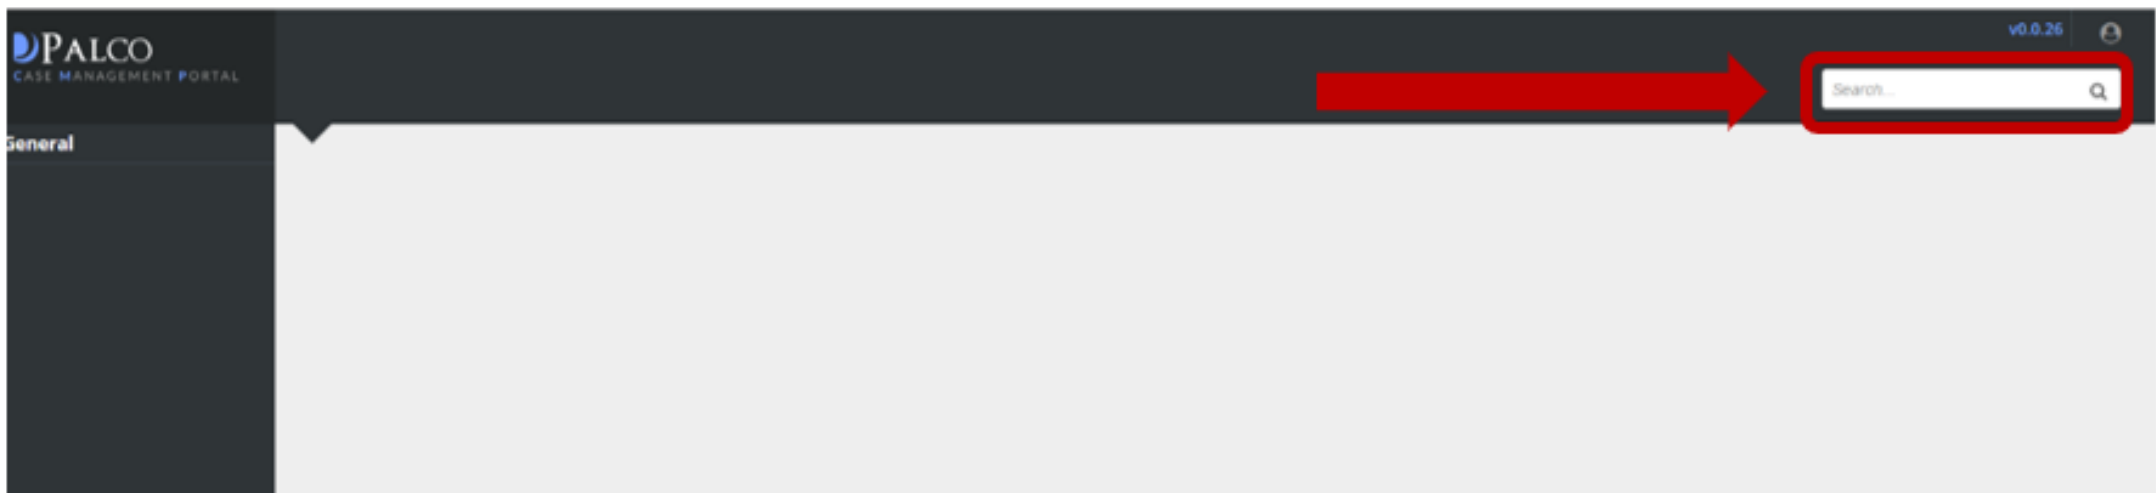 PALCO
CASE MANAGEMENT PORTAL
v0.0.26
Search...
General